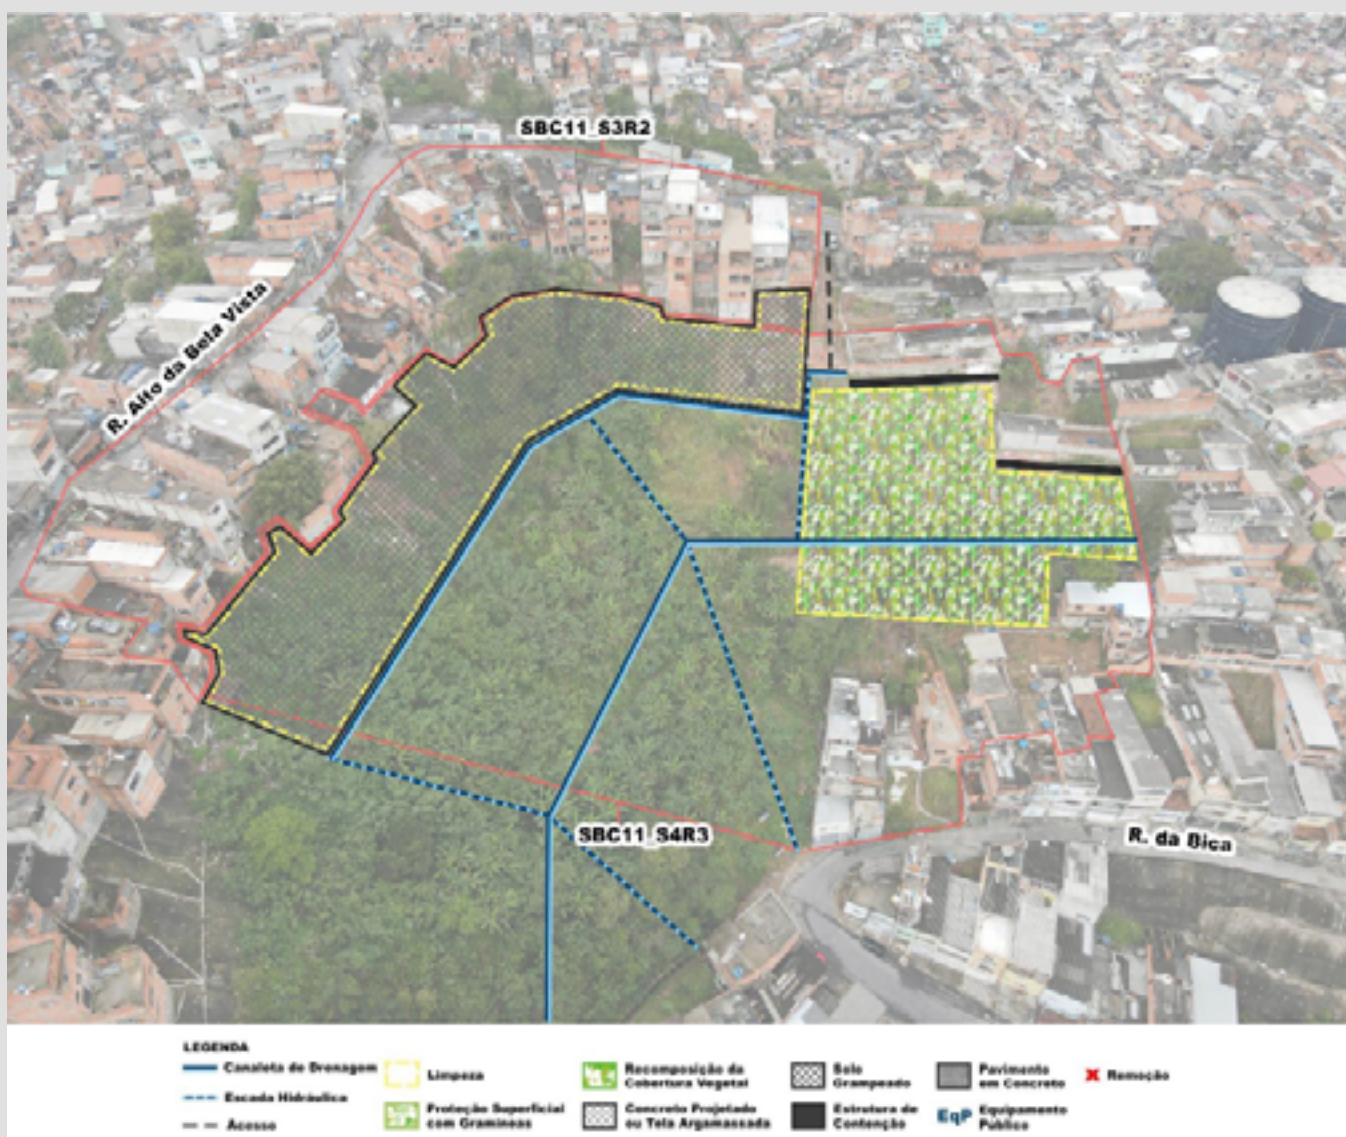 SBC11_S3R2
R. Alto da Bela Vista
SBC11_S4R3
R. da Bica
LEGENDA
Canaleta de Drenagem
Escada Hidráulica
Acesso
Limpeza
Proteção Superficial
com Gramíneas
Recomposição da
Cobertura Vegetal
Concreto Projetado
ou Tela Argamassada
Solo
Grampeado
Estrutura de
Contenção
Pavimento
em Concreto
EqP Equipamento
Público
Remoção